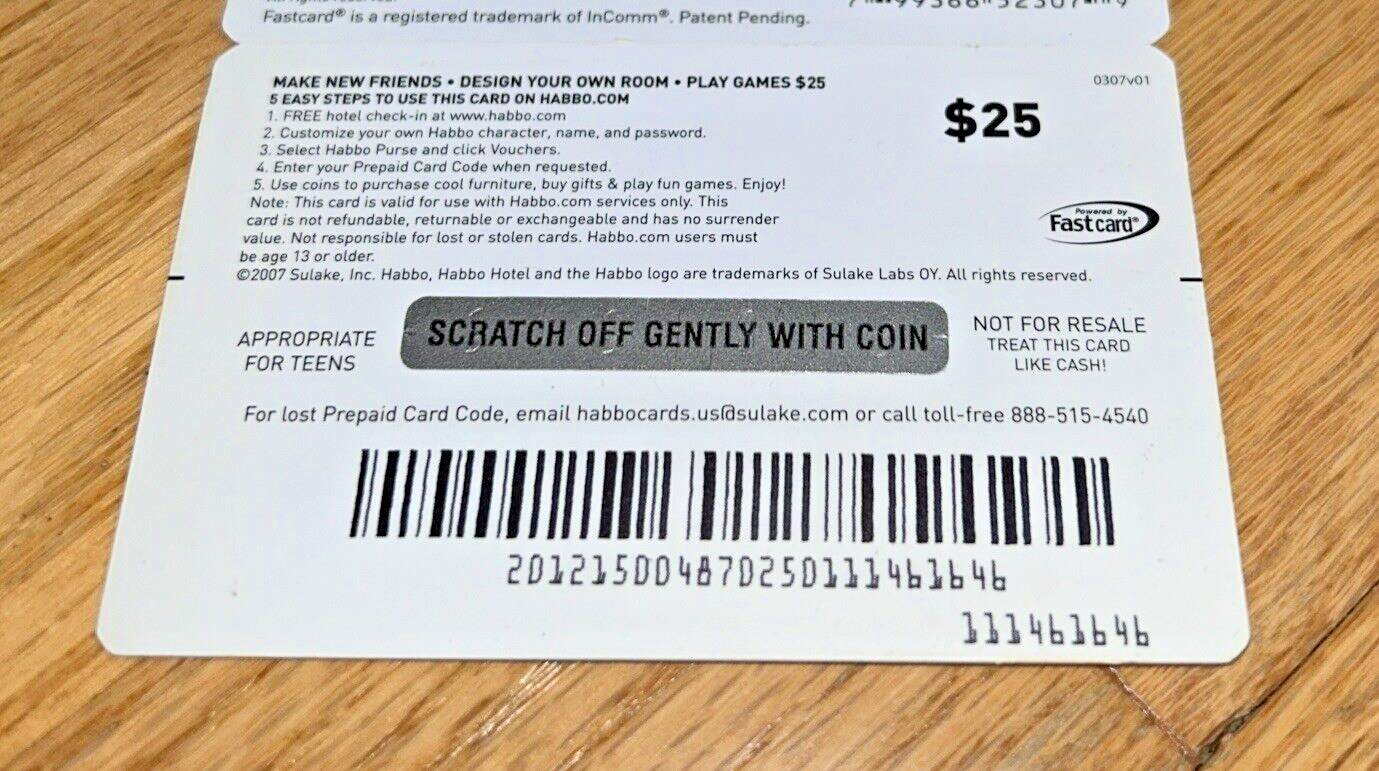 Fastcard® is a registered trademark of InComm®. Patent Pending.
MAKE NEW FRIENDS • DESIGN YOUR OWN ROOM • PLAY GAMES $25
0307v01
5 EASY STEPS TO USE THIS CARD ON HABBO.COM
$25
1. FREE hotel check-in at www.habbo.com
2. Customize your own Habbo character, name, and password.
3. Select Habbo Purse and click Vouchers.
4. Enter your Prepaid Card Code when requested.
5. Use coins to purchase cool furniture, buy gifts & play fun games. Enjoy!
Note: This card is valid for use with Habbo.com services only. This
card is not refundable, returnable or exchangeable and has no surrender
value. Not responsible for lost or stolen cards. Habbo.com users must
be age 13 or older.
Powered by
Fastcard®
©2007 Sulake, Inc. Habbo, Habbo Hotel and the Habbo logo are trademarks of Sulake Labs OY. All rights reserved.
APPROPRIATE
FOR TEENS
SCRATCH OFF GENTLY WITH COIN
NOT FOR RESALE
TREAT THIS CARD
LIKE CASH!
For lost Prepaid Card Code, email habbocards.us@sulake.com or call toll-free 888-515-4540
2012150048702501114616​46
111461646